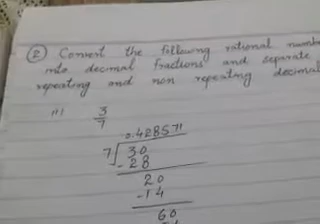 ② Convert the following rational numbe
into decimal fractions and separate
repeating and non repeating decimal
(i) 3/7
0.428571
7 √ 30
- 28
20
- 14
60